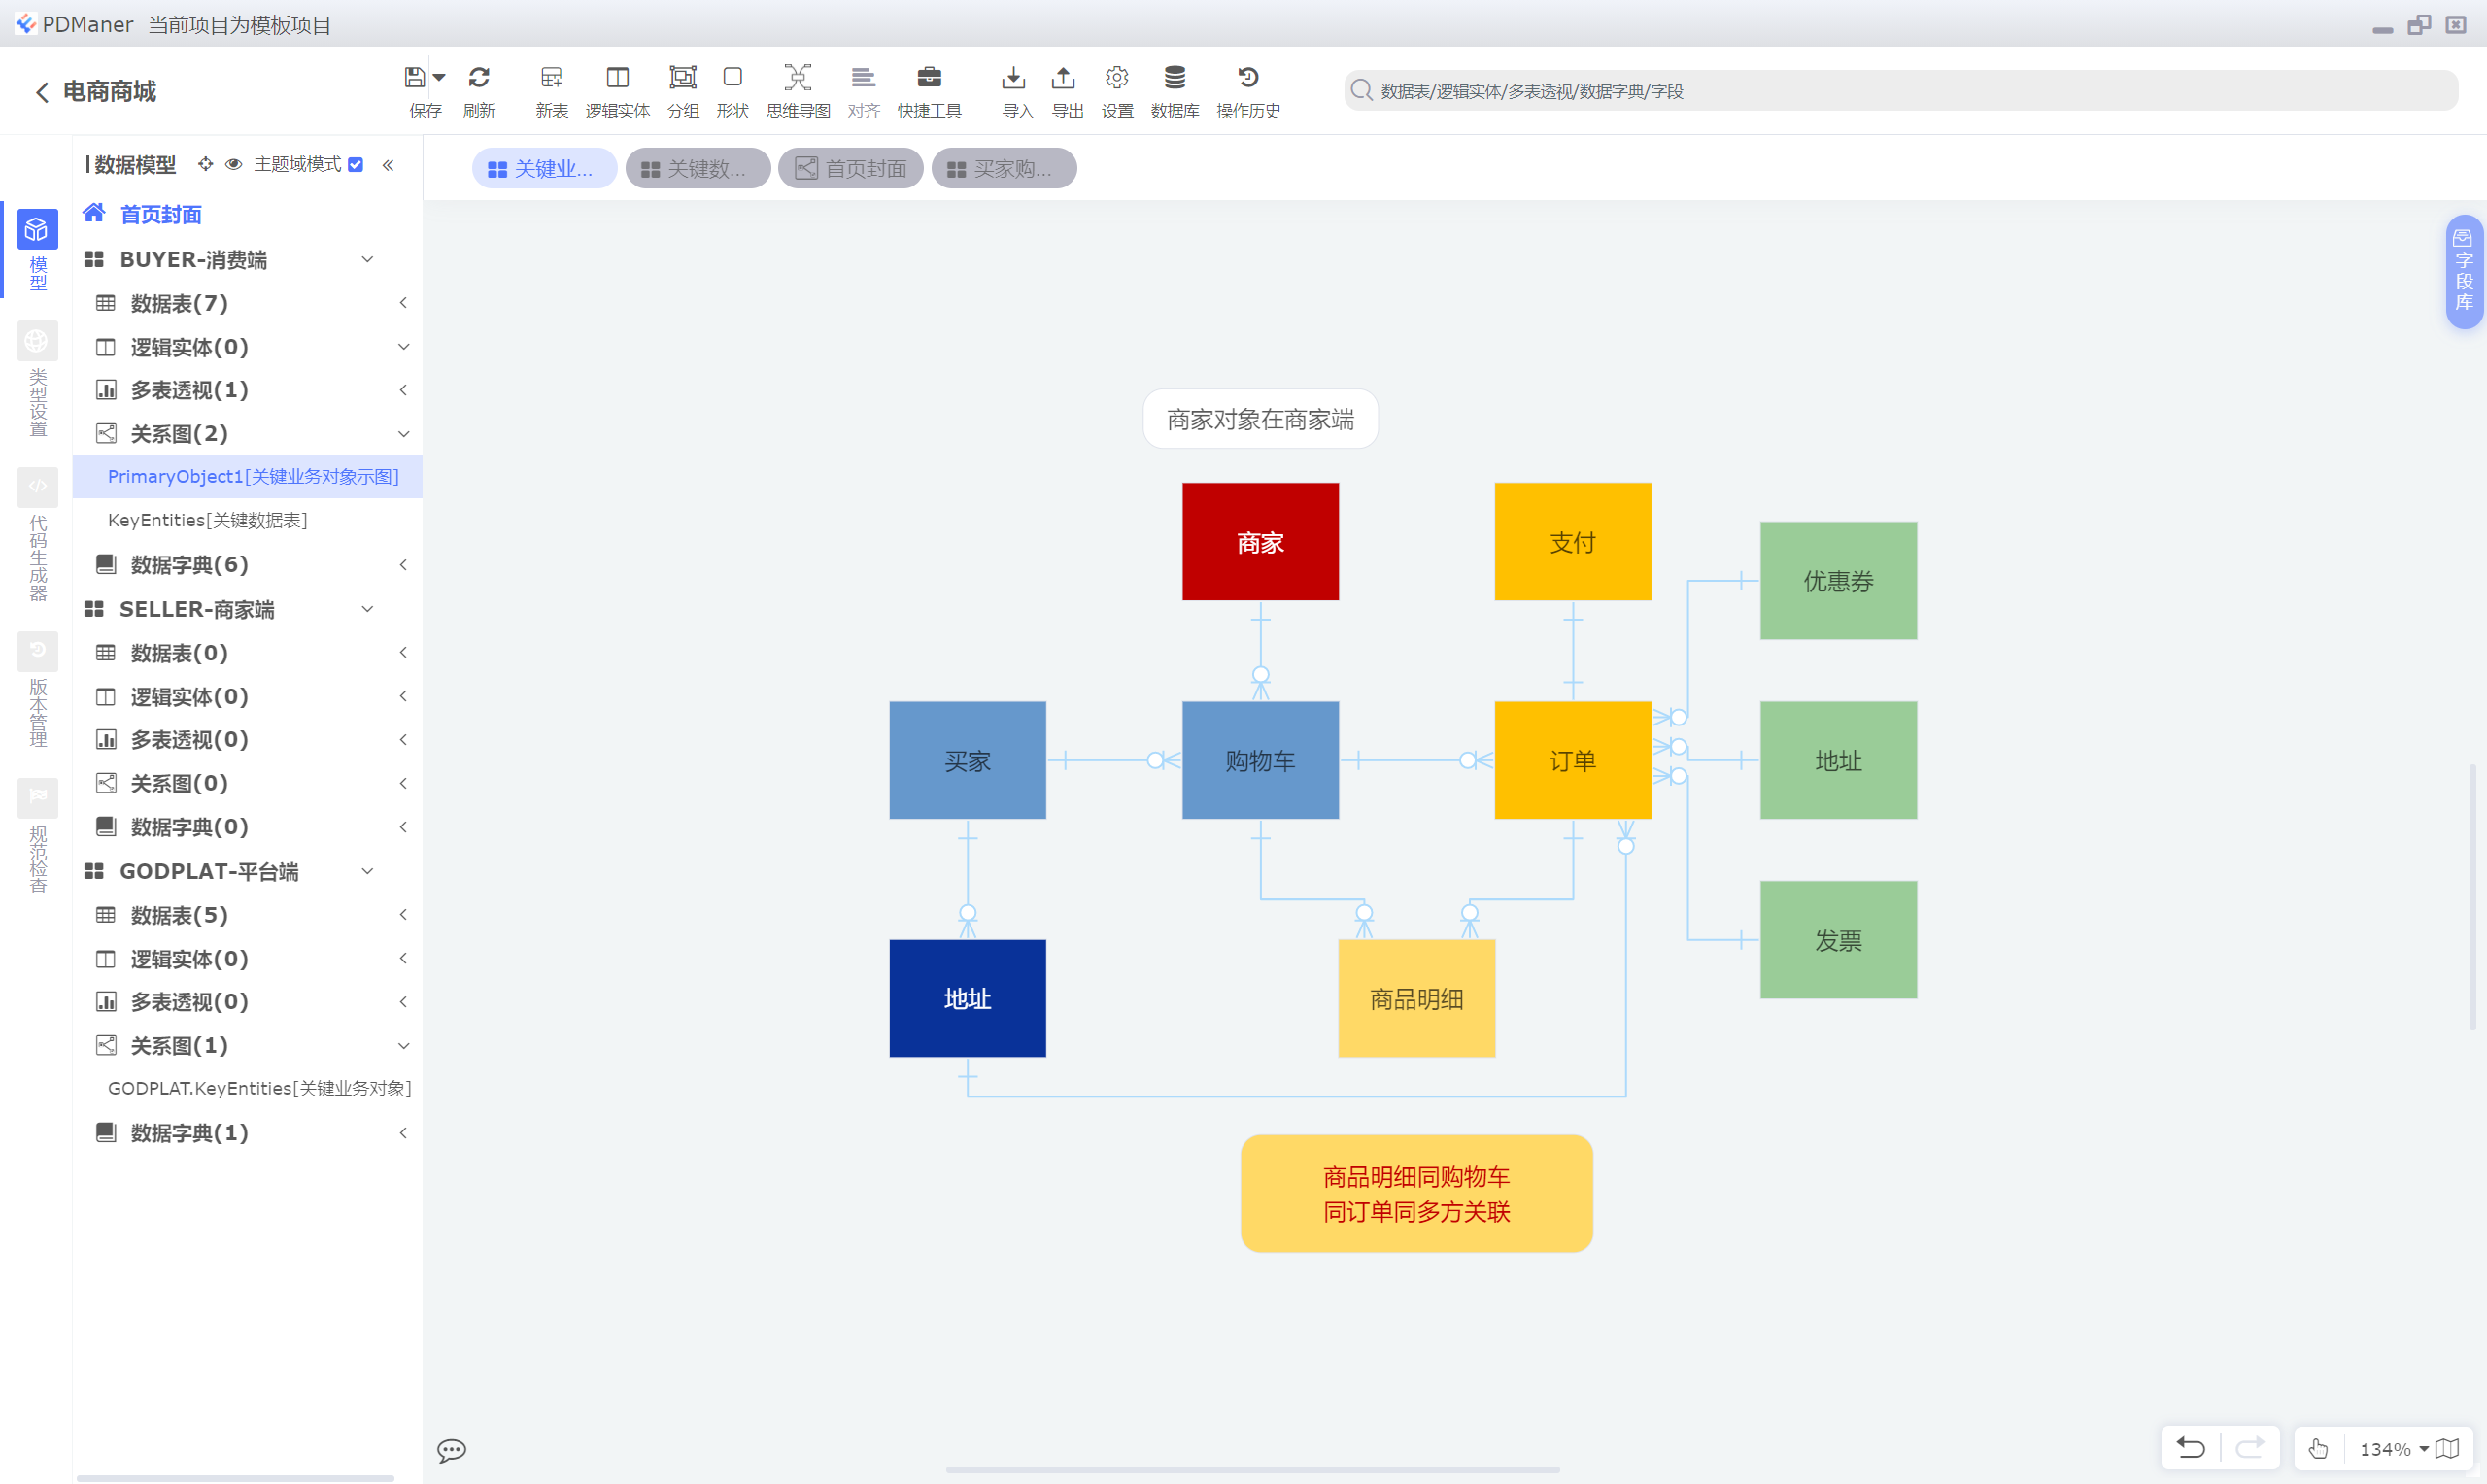 PDManer 当前项目为模板项目
电商商城
保存
刷新
新表
逻辑实体
分组
形状
思维导图
对齐
快捷工具
导入
导出
设置
数据库
操作历史
数据表/逻辑实体/多表透视/数据字典/字段
模型
类型设置
代码生成器
版本管理
规范检查
数据模型
主题域模式
首页封面
BUYER-消费端
数据表(7)
逻辑实体(0)
多表透视(1)
关系图(2)
PrimaryObject1[关键业务对象示图]
KeyEntities[关键数据表]
数据字典(6)
SELLER-商家端
数据表(0)
逻辑实体(0)
多表透视(0)
关系图(0)
数据字典(0)
GODPLAT-平台端
数据表(5)
逻辑实体(0)
多表透视(0)
关系图(1)
GODPLAT.KeyEntities[关键业务对象]
数据字典(1)
关键业...
关键数...
首页封面
买家购...
字段库
商家对象在商家端
商家
支付
优惠券
买家
购物车
订单
地址
地址
商品明细
发票
商品明细同购物车
同订单同多方关联
134%